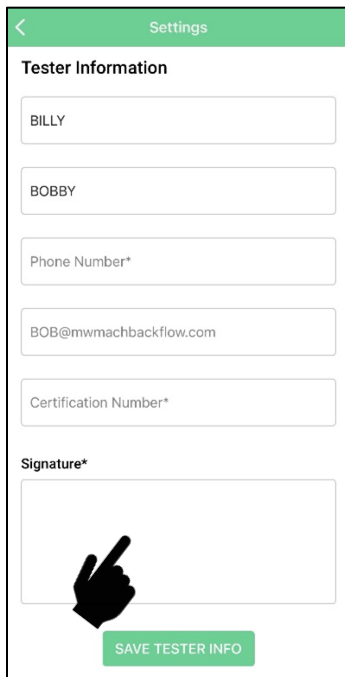 Settings
Tester Information
BILLY
BOBBY
Phone Number*
BOB@mwmachbackflow.com
Certification Number*
Signature*
SAVE TESTER INFO